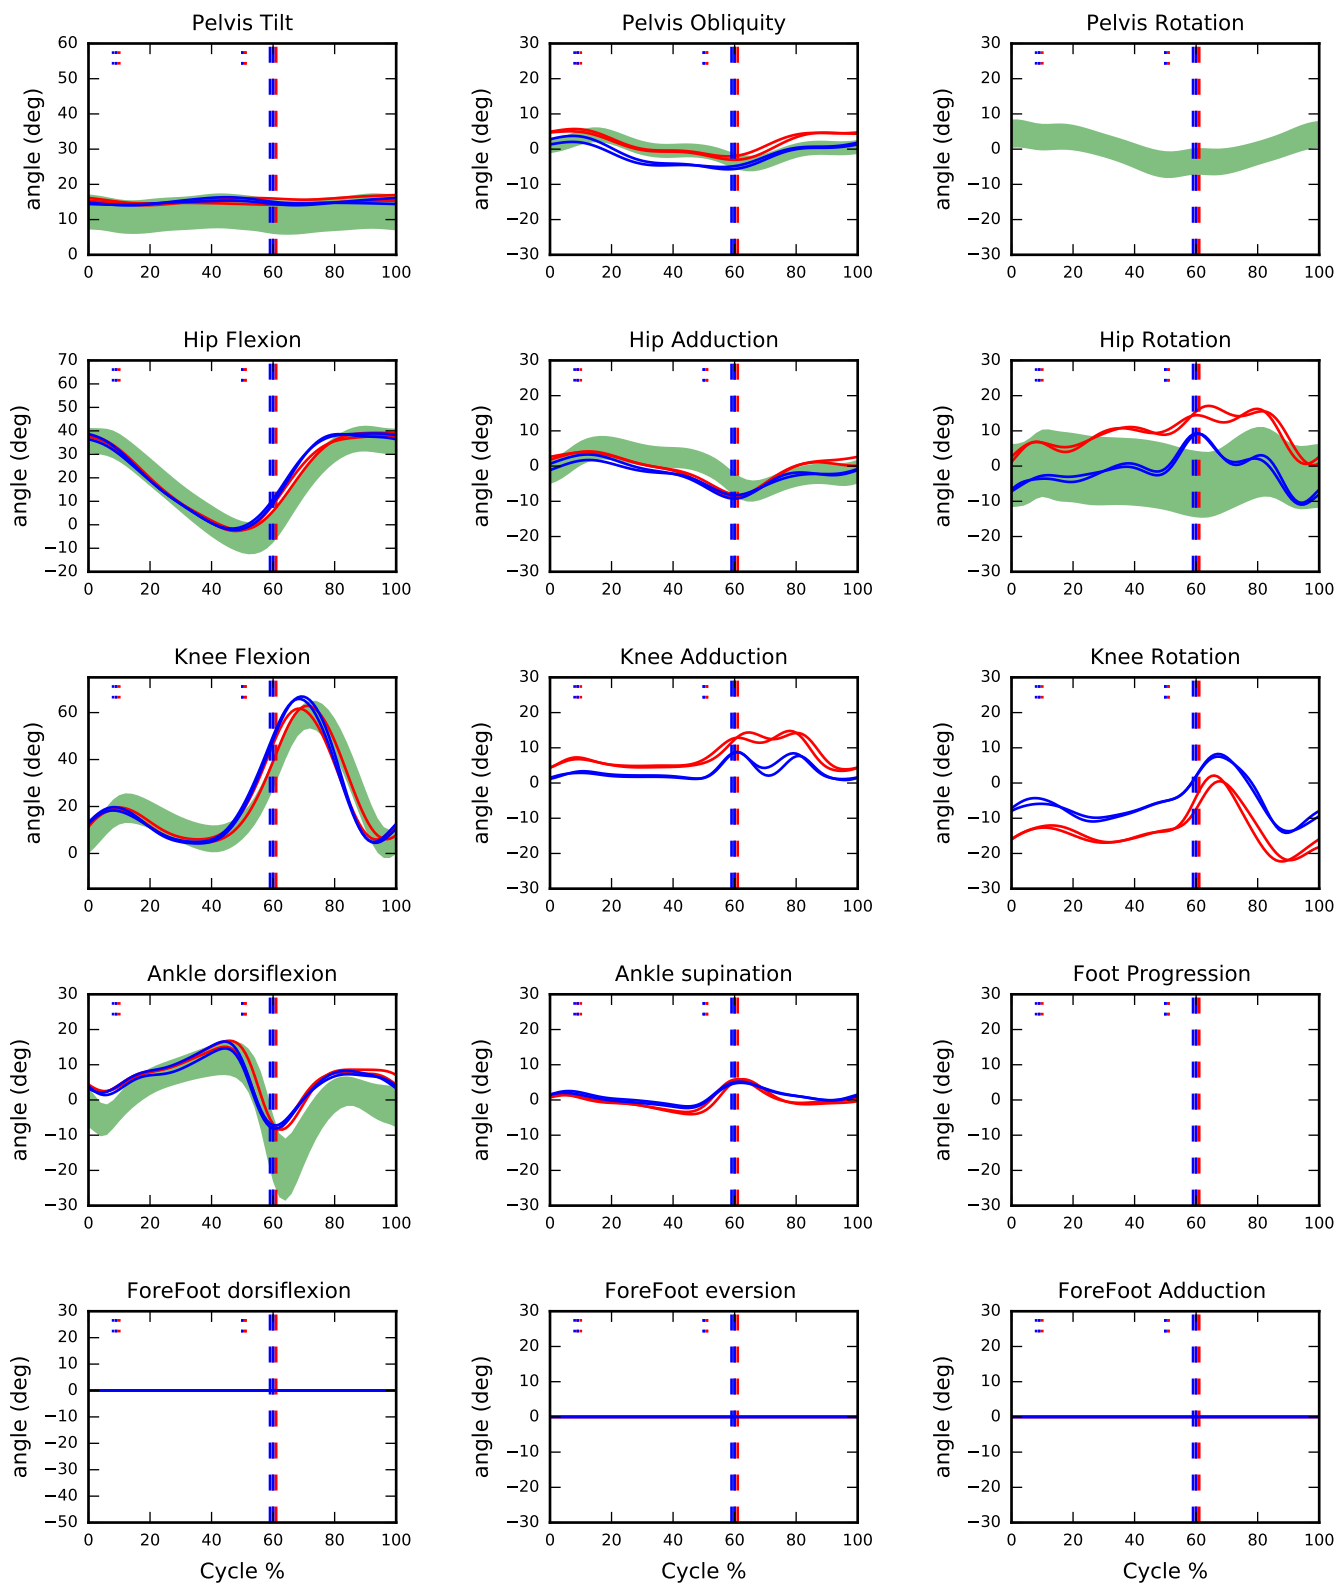 Pelvis Tilt Pelvis Obliquity Pelvis Rotation
angle (deg) angle (deg) angle (deg)
60 30 30
50 20 20
40 10 10
30 0 0
20 −10 −10
10 −20 −20
0 −30 −30
0 20 40 60 80 100 0 20 40 60 80 100 0 20 40 60 80 100
Hip Flexion Hip Adduction Hip Rotation
angle (deg) angle (deg) angle (deg)
70 30 30
60 20 20
50 10 10
40 0 0
30 −10 −10
20 −20 −20
10 −30 −30
0
−10
−20
0 20 40 60 80 100 0 20 40 60 80 100 0 20 40 60 80 100
Knee Flexion Knee Adduction Knee Rotation
angle (deg) angle (deg) angle (deg)
60 30 30
40 20 20
20 10 10
0 0 0
−10 −10
−20 −20
−30 −30
0 20 40 60 80 100 0 20 40 60 80 100 0 20 40 60 80 100
Ankle dorsiflexion Ankle supination Foot Progression
angle (deg) angle (deg) angle (deg)
30 30 30
20 20 20
10 10 10
0 0 0
−10 −10 −10
−20 −20 −20
−30 −30 −30
0 20 40 60 80 100 0 20 40 60 80 100 0 20 40 60 80 100
ForeFoot dorsiflexion ForeFoot eversion ForeFoot Adduction
angle (deg) angle (deg) angle (deg)
30 30 30
20 20 20
10 10 10
0 0 0
−10 −10 −10
−20 −20 −20
−30 −30 −30
−40
−50
0 20 40 60 80 100 0 20 40 60 80 100 0 20 40 60 80 100
Cycle % Cycle % Cycle %